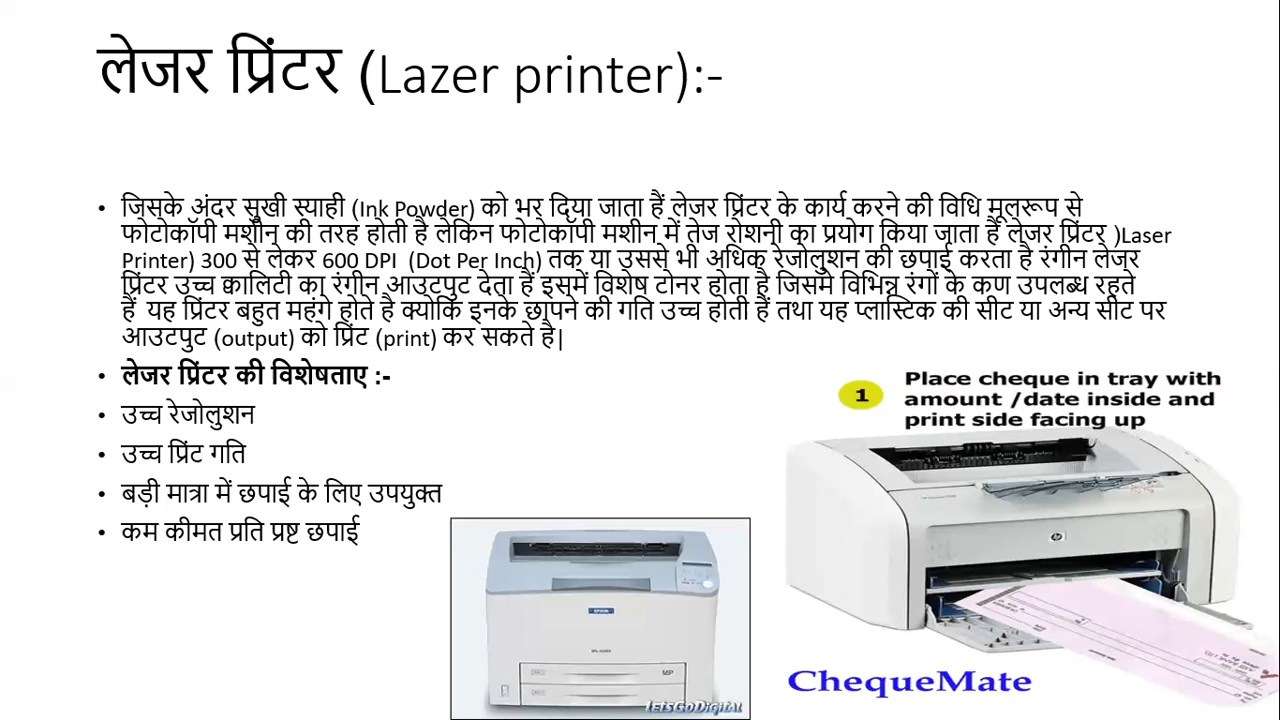 लेजर प्रिंटर (Lazer printer):-
• जिसके अंदर सुखी स्याही (Ink Powder) को भर दिया जाता हैं लेजर प्रिंटर के कार्य करने की विधि मूलरूप से
फोटोकॉपी मशीन की तरह होती है लेकिन फोटोकॉपी मशीन में तेज रोशनी का प्रयोग किया जाता हैं लेजर प्रिंटर )Laser
Printer) 300 से लेकर 600 DPI (Dot Per Inch) तक या उससे भी अधिक रेजोलुशन की छपाई करता है रंगीन लेजर
प्रिंटर उच्च क्वालिटी का रंगीन आउटपुट देता हैं इसमें विशेष टोनर होता है जिसमे विभिन्न रंगों के कण उपलब्ध रहते
हैं यह प्रिंटर बहुत महंगे होते है क्योकि इनके छापने की गति उच्च होती हैं तथा यह प्लास्टिक की सीट या अन्य सीट पर
आउटपुट (output) को प्रिंट (print) कर सकते है|
• लेजर प्रिंटर की विशेषताए :-
• उच्च रेजोलुशन
• उच्च प्रिंट गति
• बड़ी मात्रा में छपाई के लिए उपयुक्त
• कम कीमत प्रति प्रष्ट छपाई
1
Place cheque in tray with
amount /date inside and
print side facing up
hp
EPSON
MP
LETSGODIGITAL
ChequeMate